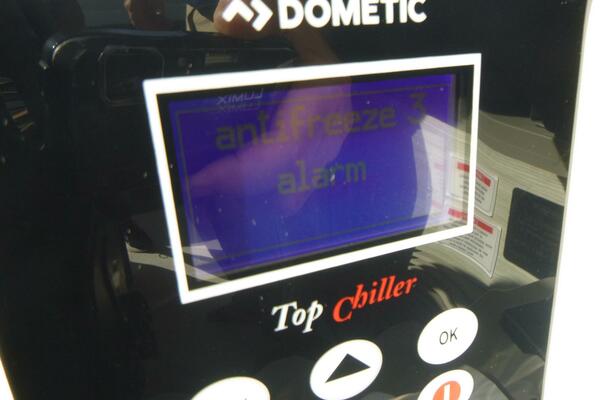 DOMETIC
antifreeze 3
alarm
Top Chiller
OK